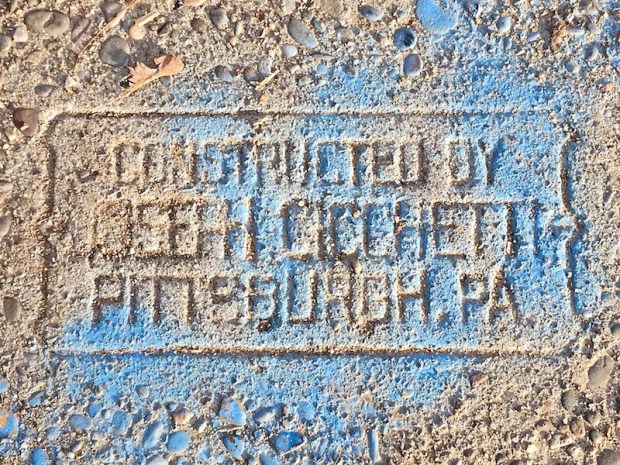 CONSTRUCTED BY
JOSEPH CICCHETTI
PITTSBURGH, PA